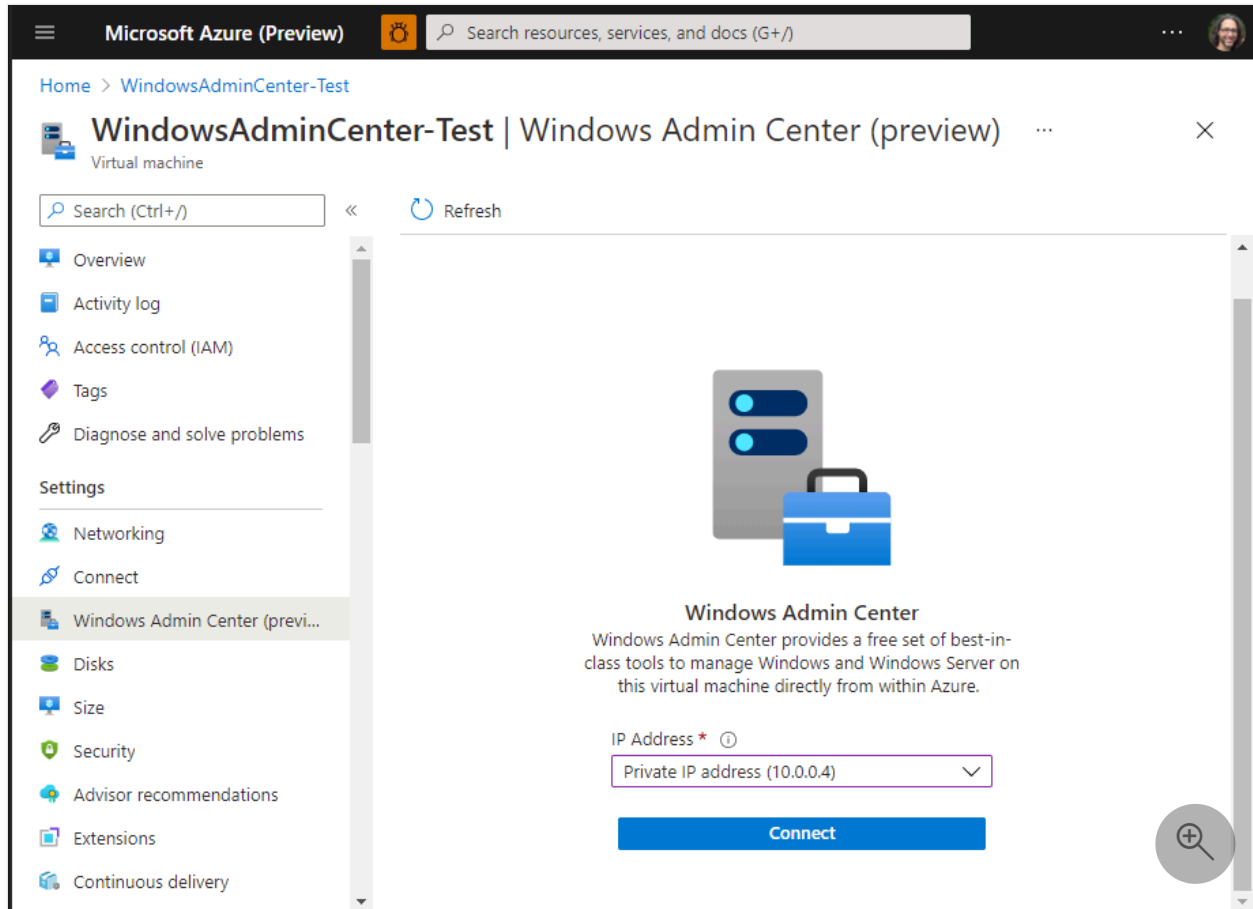 Microsoft Azure (Preview)
Search resources, services, and docs (G+/)
...
Home > WindowsAdminCenter-Test
WindowsAdminCenter-Test | Windows Admin Center (preview) ...
Virtual machine
Search (Ctrl+/)
«
Refresh
Overview
Activity log
Access control (IAM)
Tags
Diagnose and solve problems
Settings
Networking
Connect
Windows Admin Center (previ...
Disks
Size
Security
Advisor recommendations
Extensions
Continuous delivery
Windows Admin Center
Windows Admin Center provides a free set of best-in-
class tools to manage Windows and Windows Server on
this virtual machine directly from within Azure.
IP Address *
Private IP address (10.0.0.4)
Connect